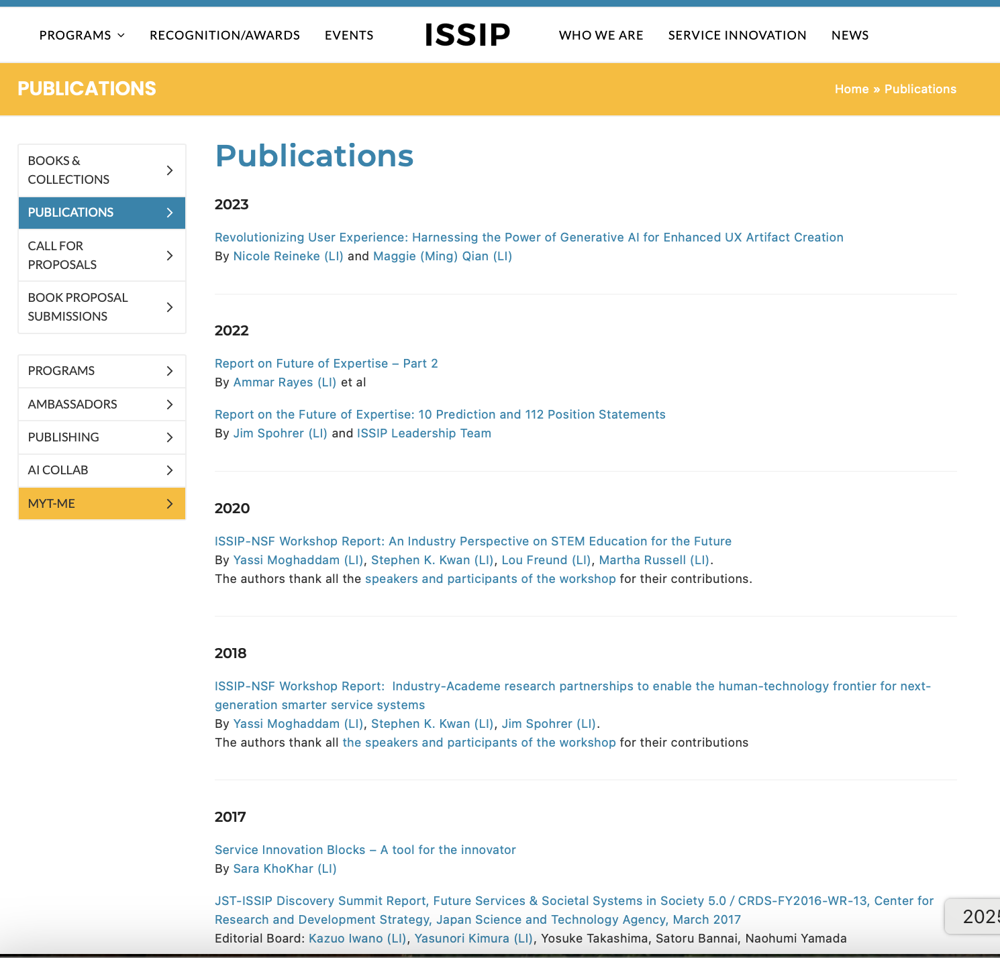 PROGRAMS
RECOGNITION/AWARDS
EVENTS
ISSIP
WHO WE ARE
SERVICE INNOVATION
NEWS
PUBLICATIONS
Home » Publications
BOOKS &
COLLECTIONS
PUBLICATIONS
CALL FOR
PROPOSALS
BOOK PROPOSAL
SUBMISSIONS
PROGRAMS
AMBASSADORS
PUBLISHING
AI COLLAB
MYT-ME
Publications
2023
Revolutionizing User Experience: Harnessing the Power of Generative AI for Enhanced UX Artifact Creation
By Nicole Reineke (LI) and Maggie (Ming) Qian (LI)
2022
Report on Future of Expertise – Part 2
By Ammar Rayes (LI) et al
Report on the Future of Expertise: 10 Prediction and 112 Position Statements
By Jim Spohrer (LI) and ISSIP Leadership Team
2020
ISSIP-NSF Workshop Report: An Industry Perspective on STEM Education for the Future
By Yassi Moghaddam (LI), Stephen K. Kwan (LI), Lou Freund (LI), Martha Russell (LI).
The authors thank all the speakers and participants of the workshop for their contributions.
2018
ISSIP-NSF Workshop Report:  Industry-Academe research partnerships to enable the human-technology frontier for next-
generation smarter service systems
By Yassi Moghaddam (LI), Stephen K. Kwan (LI), Jim Spohrer (LI).
The authors thank all the speakers and participants of the workshop for their contributions
2017
Service Innovation Blocks – A tool for the innovator
By Sara KhoKhar (LI)
JST-ISSIP Discovery Summit Report, Future Services & Societal Systems in Society 5.0 / CRDS-FY2016-WR-13, Center for
Research and Development Strategy, Japan Science and Technology Agency, March 2017
Editorial Board: Kazuo Iwano (LI), Yasunori Kimura (LI), Yosuke Takashima, Satoru Bannai, Naohumi Yamada
2025